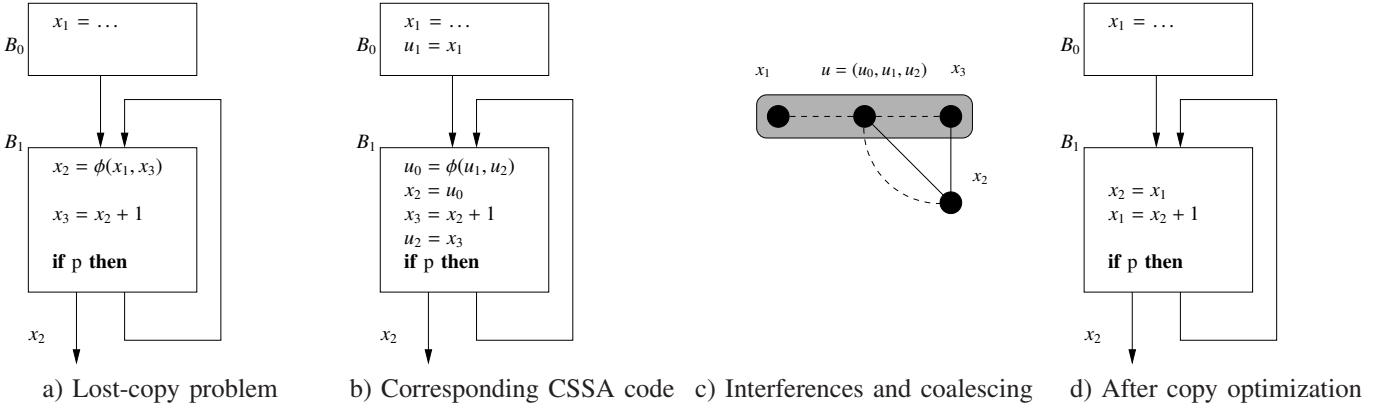 B₀
x₁ = …
B₁
x₂ = ϕ(x₁, x₃)
x₃ = x₂ + 1
if p then
x₂
a) Lost-copy problem
B₀
x₁ = …
u₁ = x₁
B₁
u₀ = ϕ(u₁, u₂)
x₂ = u₀
x₃ = x₂ + 1
u₂ = x₃
if p then
x₂
b) Corresponding CSSA code
x₁ u = (u₀, u₁, u₂) x₃
x₂
c) Interferences and coalescing
B₀
x₁ = …
B₁
x₂ = x₁
x₁ = x₂ + 1
if p then
x₂
d) After copy optimization